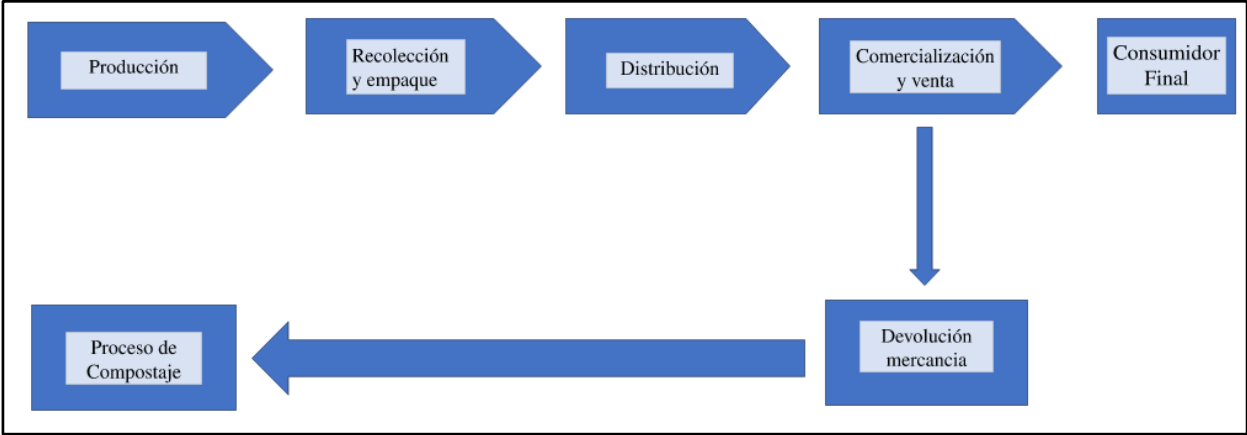 Producción
Recolección
y empaque
Distribución
Comercialización
y venta
Consumidor
Final
Proceso de
Compostaje
Devolución
mercancia